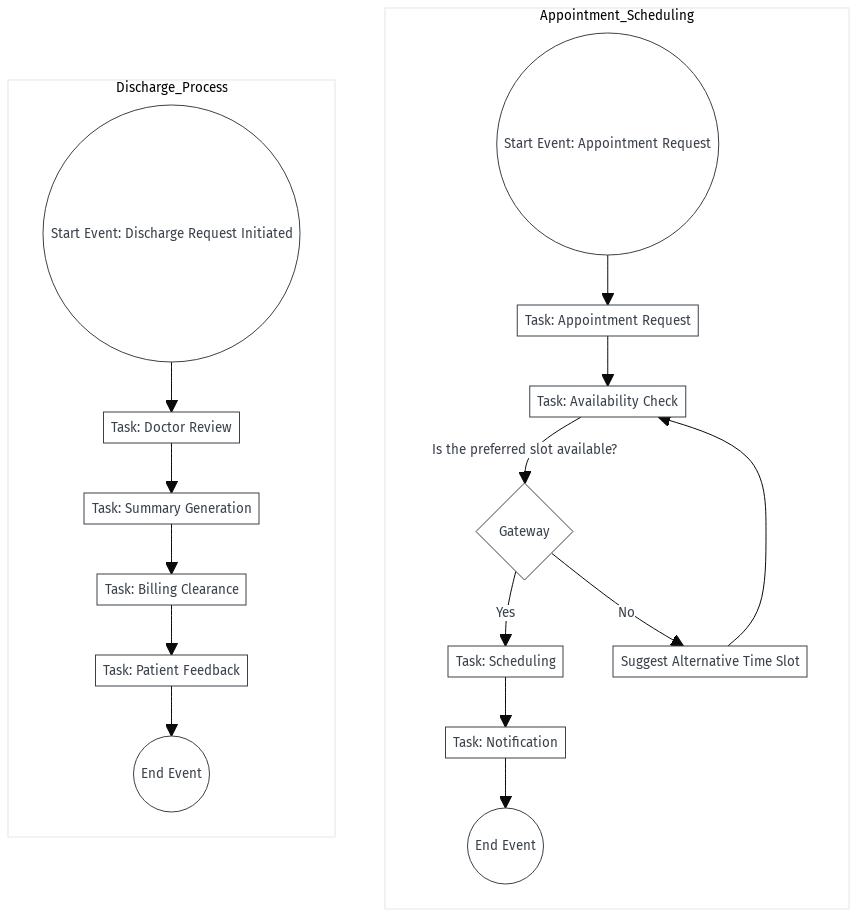 Discharge_Process
Start Event: Discharge Request Initiated
Task: Doctor Review
Task: Summary Generation
Task: Billing Clearance
Task: Patient Feedback
End Event
Appointment_Scheduling
Start Event: Appointment Request
Task: Appointment Request
Task: Availability Check
Is the preferred slot available?
Gateway
Yes
No
Task: Scheduling
Suggest Alternative Time Slot
Task: Notification
End Event